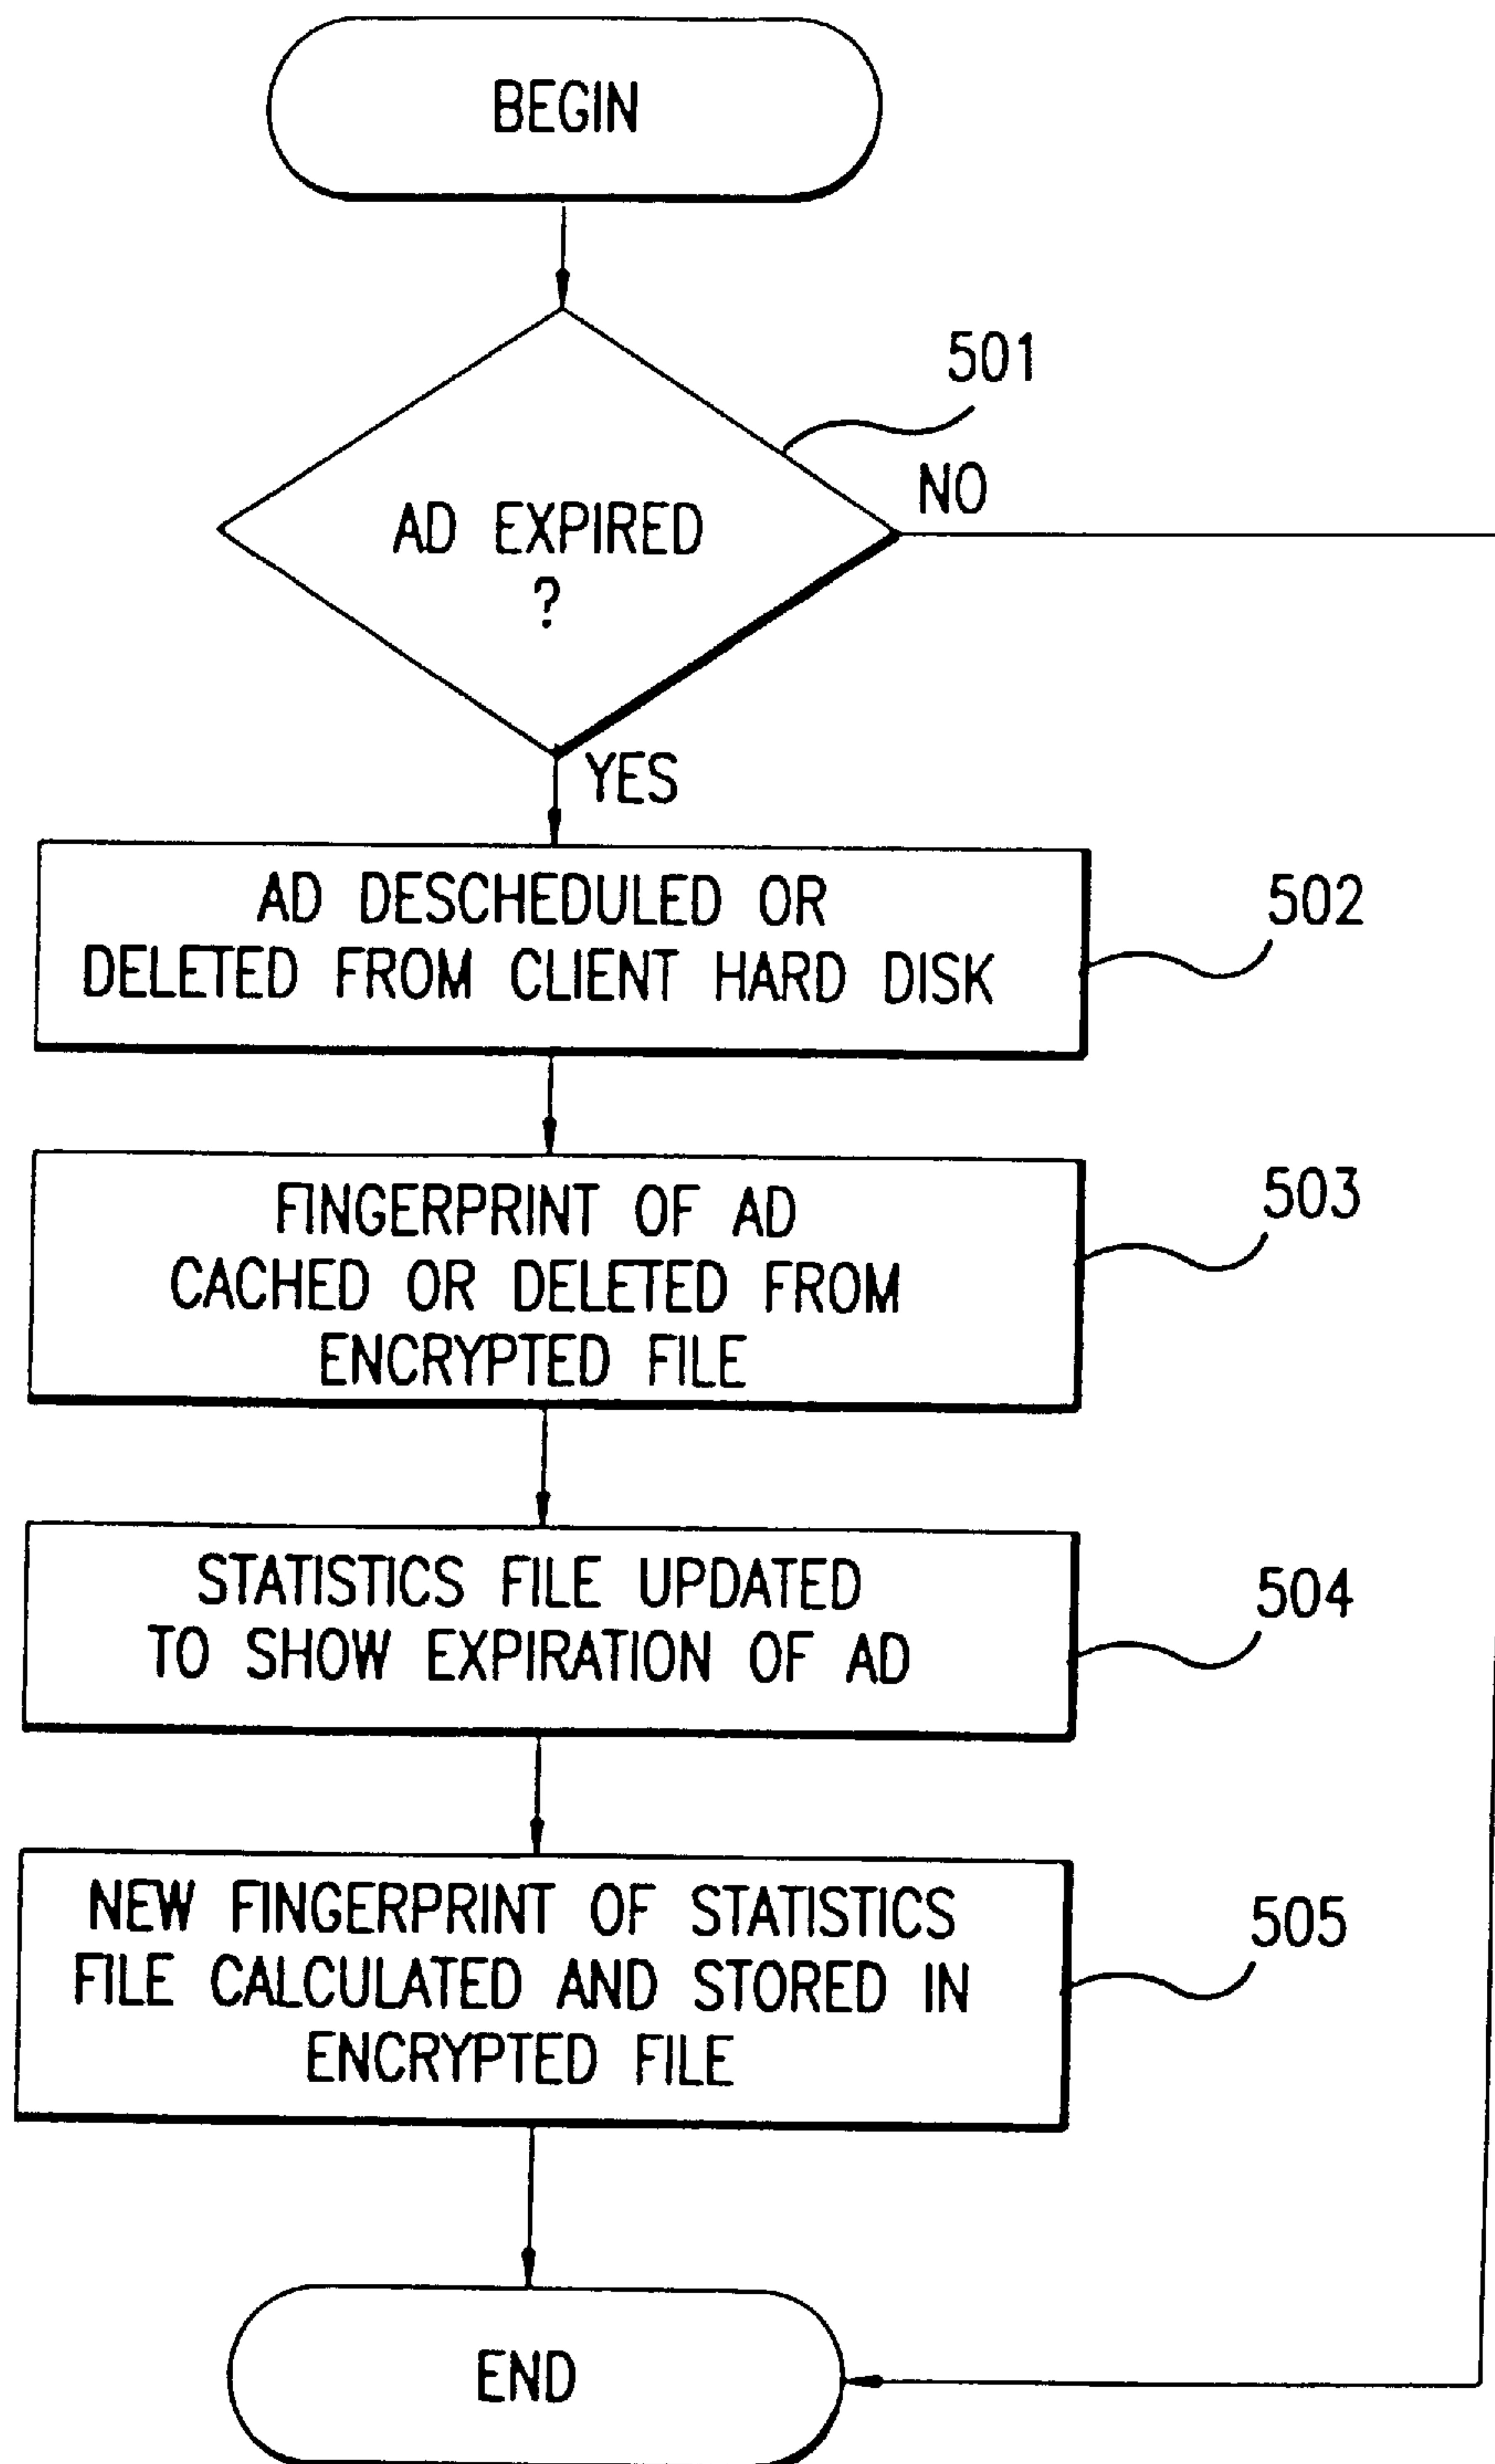 BEGIN
501
NO
AD EXPIRED
?
YES
AD DESCHEDULED OR
DELETED FROM CLIENT HARD DISK
502
FINGERPRINT OF AD
CACHED OR DELETED FROM
ENCRYPTED FILE
503
STATISTICS FILE UPDATED
TO SHOW EXPIRATION OF AD
504
NEW FINGERPRINT OF STATISTICS
FILE CALCULATED AND STORED IN
ENCRYPTED FILE
505
END